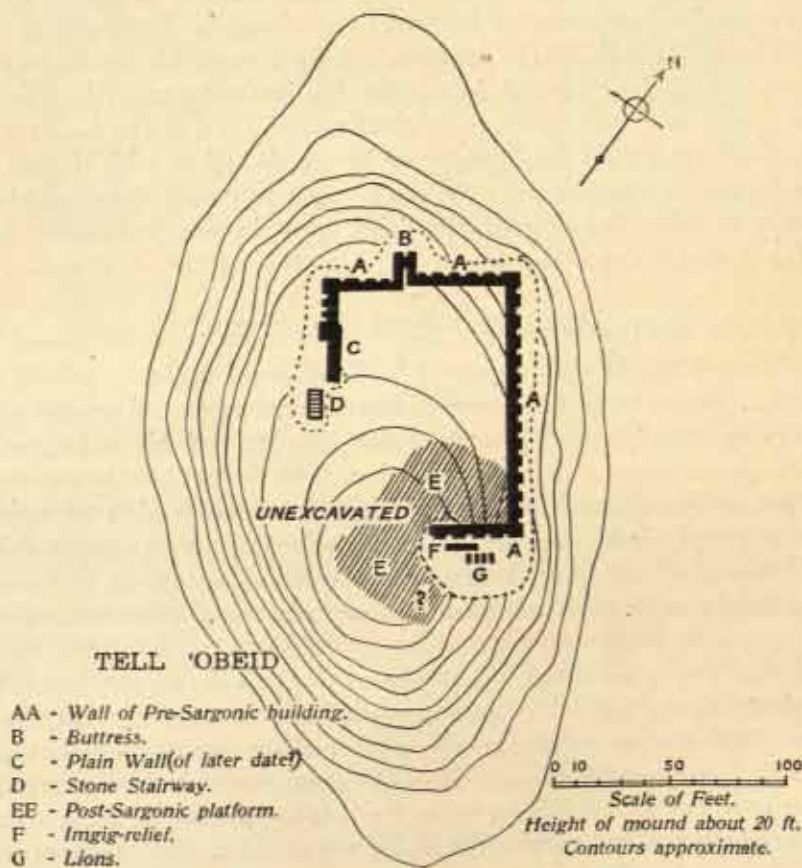 N
B
A
A
C
D
A
E
UNEXCAVATED
F
A
E
G
?
TELL 'OBEID
AA - Wall of Pre-Sargonic building.
B - Buttress.
C - Plain Wall(of later date?)
D - Stone Stairway.
EE - Post-Sargonic platform.
F - Imgig-relief.
G - Lions.
0 10 50 100
Scale of Feet.
Height of mound about 20 ft.
Contours approximate.